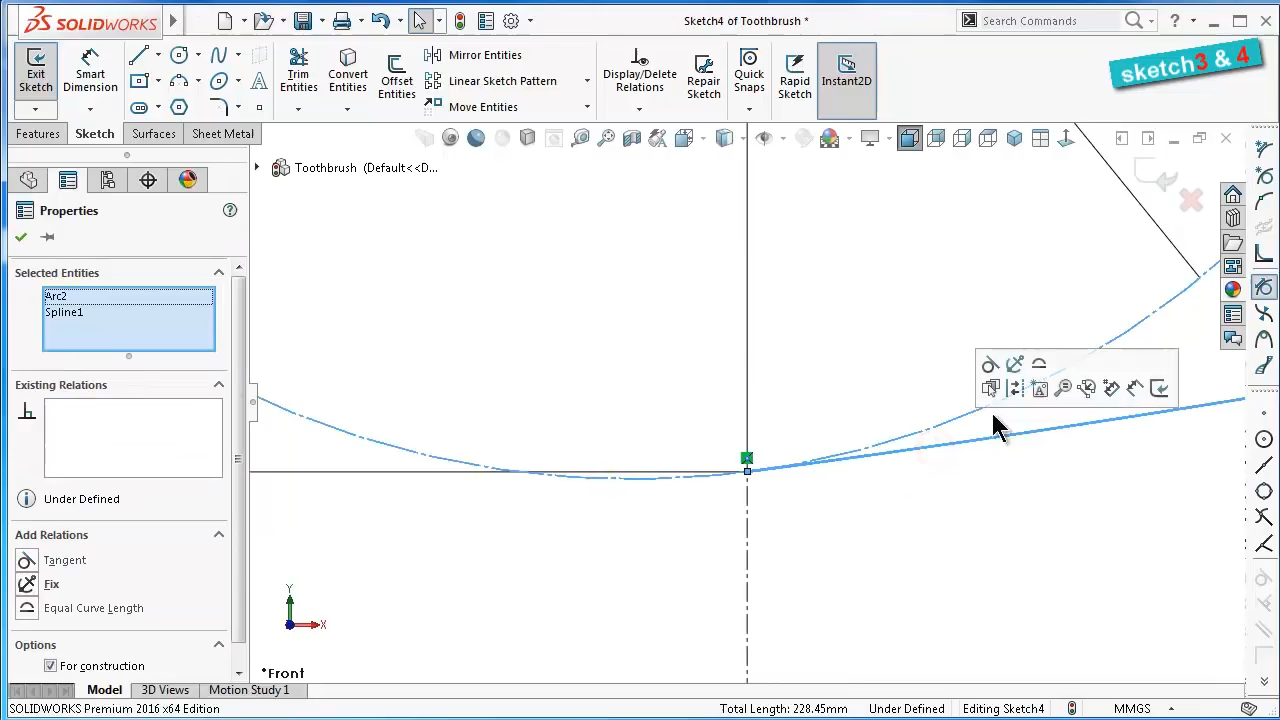 SOLIDWORKS
Sketch4 of Toothbrush *
Search Commands
sketch3 & 4
Exit Sketch
Smart Dimension
Trim Entities
Convert Entities
Offset Entities
Mirror Entities
Linear Sketch Pattern
Move Entities
Display/Delete Relations
Repair Sketch
Quick Snaps
Rapid Sketch
Instant2D
Features
Sketch
Surfaces
Sheet Metal
Toothbrush (Default<<D...
Properties
Selected Entities
Arc2
Spline1
Existing Relations
Under Defined
Add Relations
Tangent
Fix
Equal Curve Length
Options
For construction
Y
X
*Front
Model
3D Views
Motion Study 1
SOLIDWORKS Premium 2016 x64 Edition
Total Length: 228.45mm
Under Defined
Editing Sketch4
MMGS